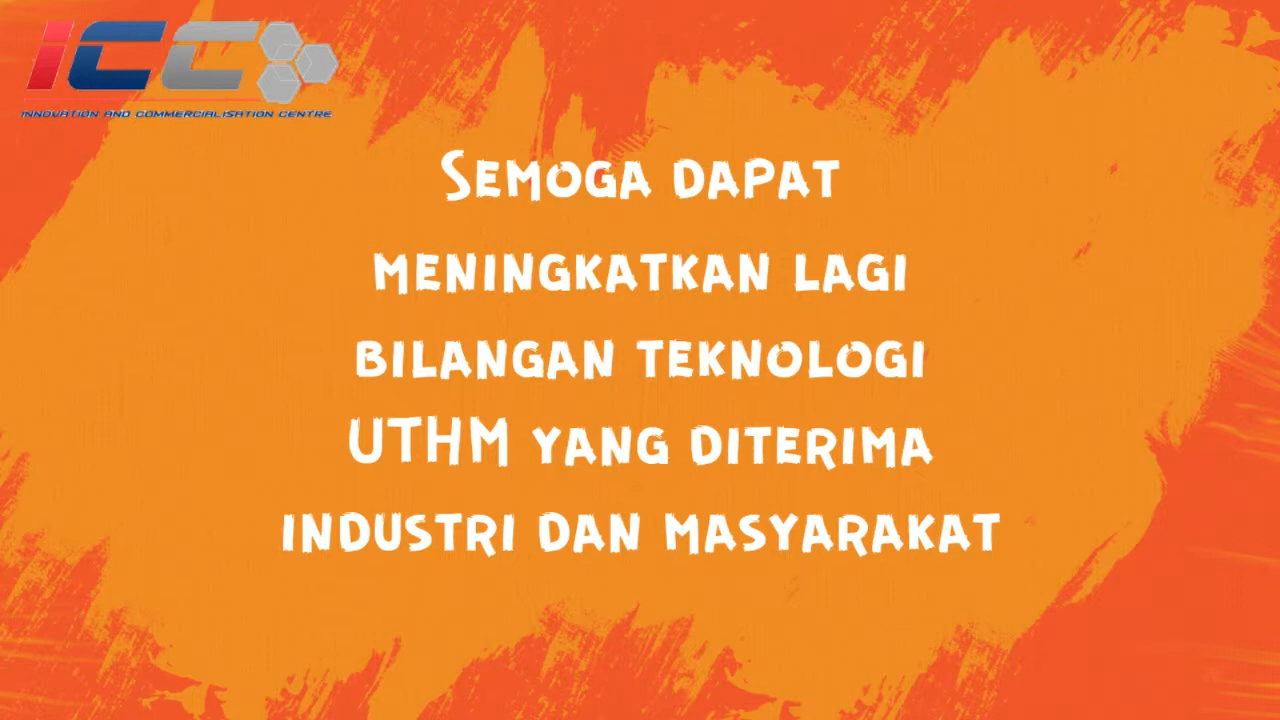 ICC
INNOVATION AND COMMERCIALISATION CENTRE
SEMOGA DAPAT
MENINGKATKAN LAGI
BILANGAN TEKNOLOGI
UTHM YANG DITERIMA
INDUSTRI DAN MASYARAKAT